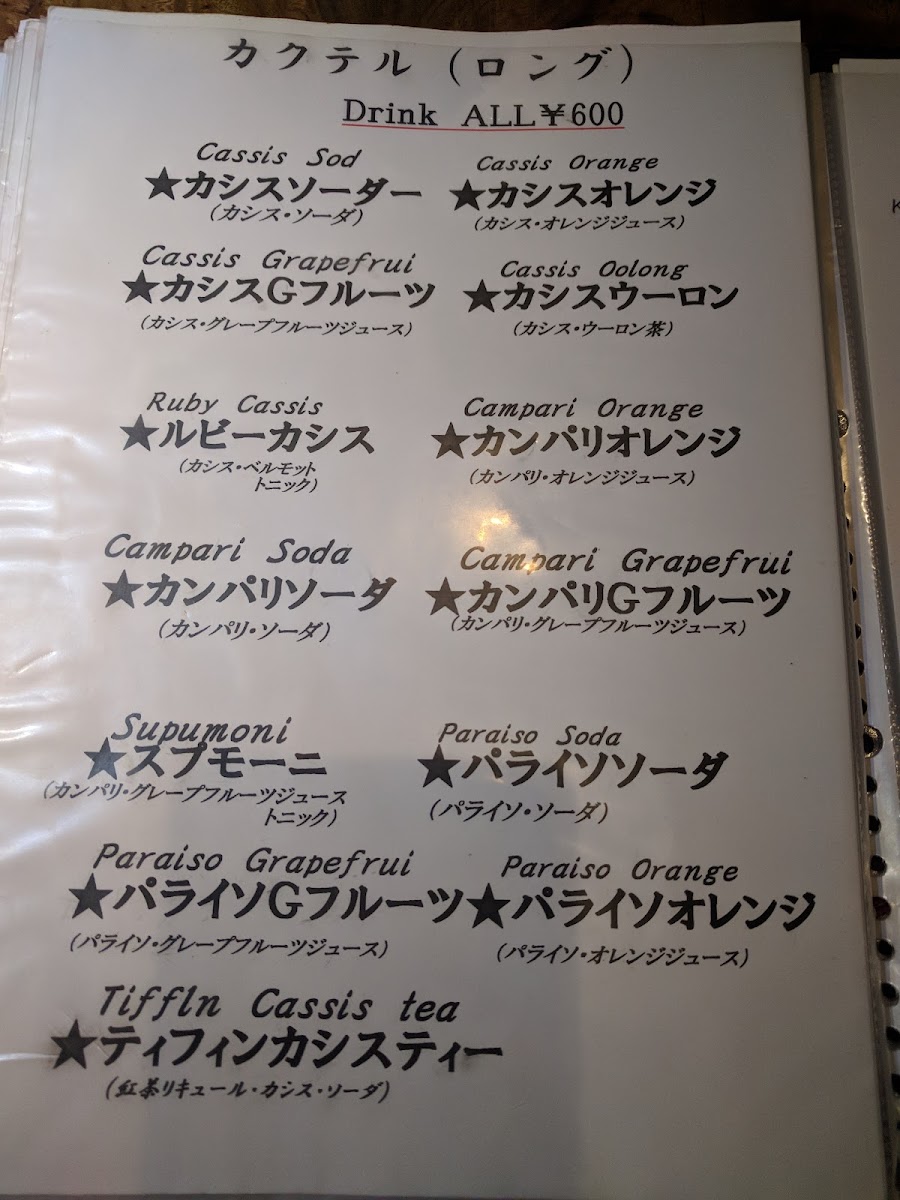 カクテル (ロング)
Drink ALL￥600
Cassis Sod
★カシスソーダー
(カシス・ソーダ)
Cassis Orange
★カシスオレンジ
(カシス・オレンジジュース)
Cassis Grapefrui
★カシスGフルーツ
(カシス・グレープフルーツジュース)
Cassis Oolong
★カシスウーロン
(カシス・ウーロン茶)
Ruby Cassis
★ルビーカシス
(カシス・ベルモット
トニック)
Campari Orange
★カンパリオレンジ
(カンパリ・オレンジジュース)
Campari Soda
★カンパリソーダ
(カンパリ・ソーダ)
Campari Grapefrui
★カンパリGフルーツ
(カンパリ・グレープフルーツジュース)
Supumoni
★スプモーニ
(カンパリ・グレープフルーツジュース
トニック)
Paraiso Soda
★パライソソーダ
(パライソ・ソーダ)
Paraiso Grapefrui
★パライソGフルーツ
(パライソ・グレープフルーツジュース)
Paraiso Orange
★パライソオレンジ
(パライソ・オレンジジュース)
Tiffln Cassis tea
★ティフィンカシスティー
(紅茶リキュール・カシス・ソーダ)
K